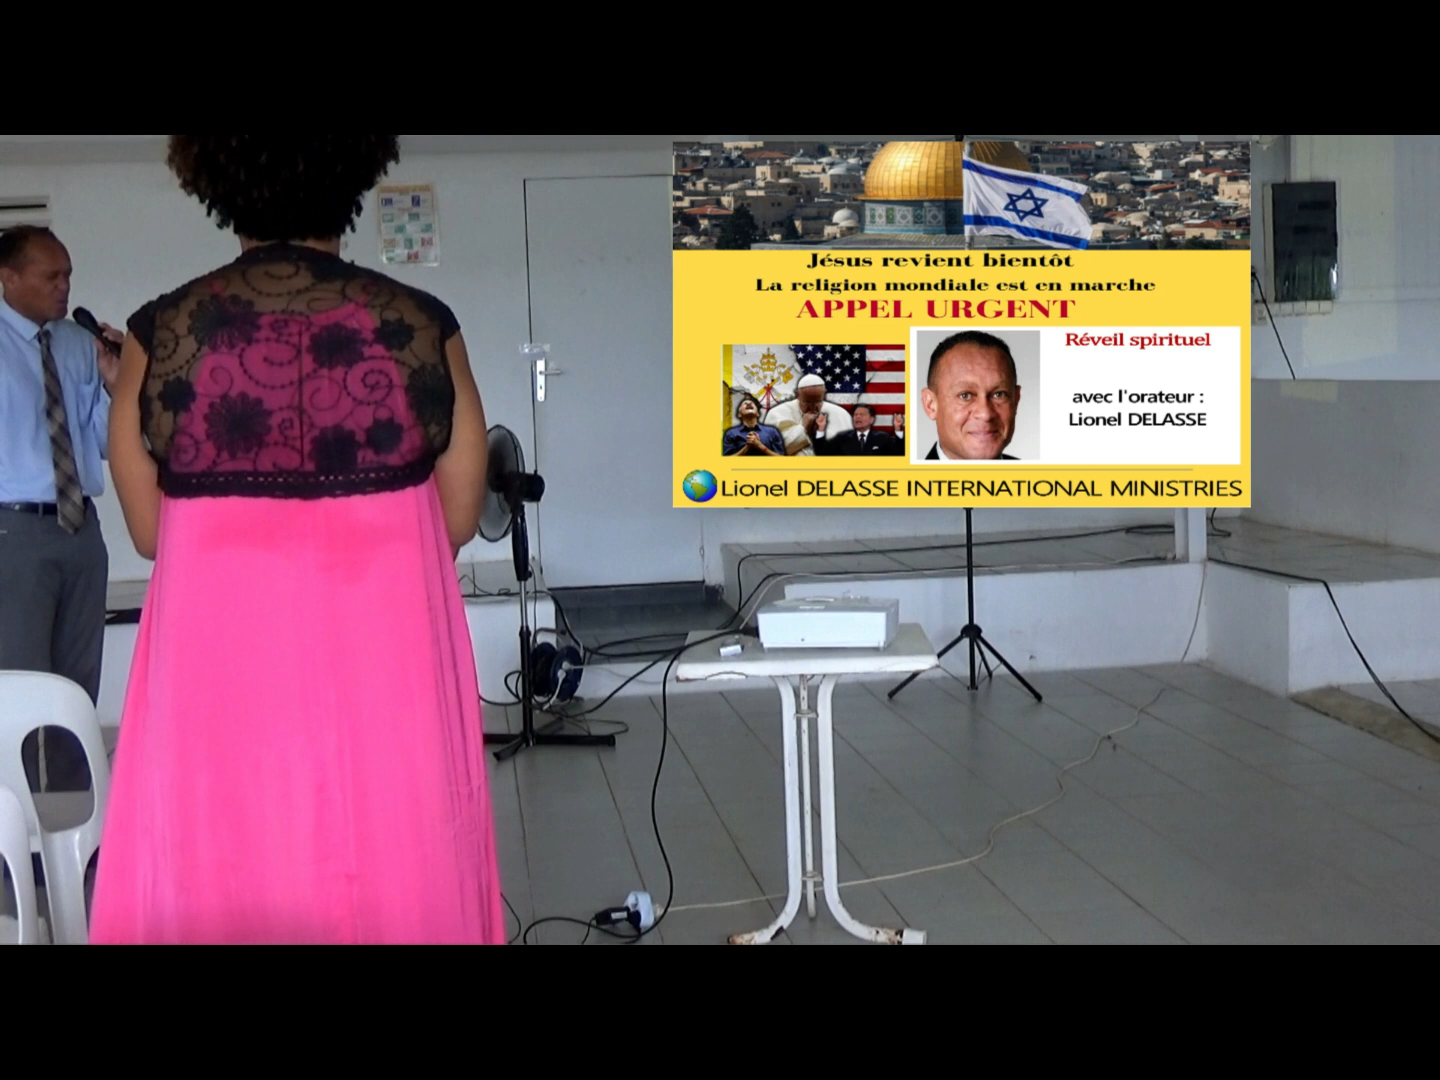 Jésus revient bientôt
La religion mondiale est en marche
APPEL URGENT
Réveil spirituel
avec l'orateur :
Lionel DELASSE
Lionel DELASSE INTERNATIONAL MINISTRIES